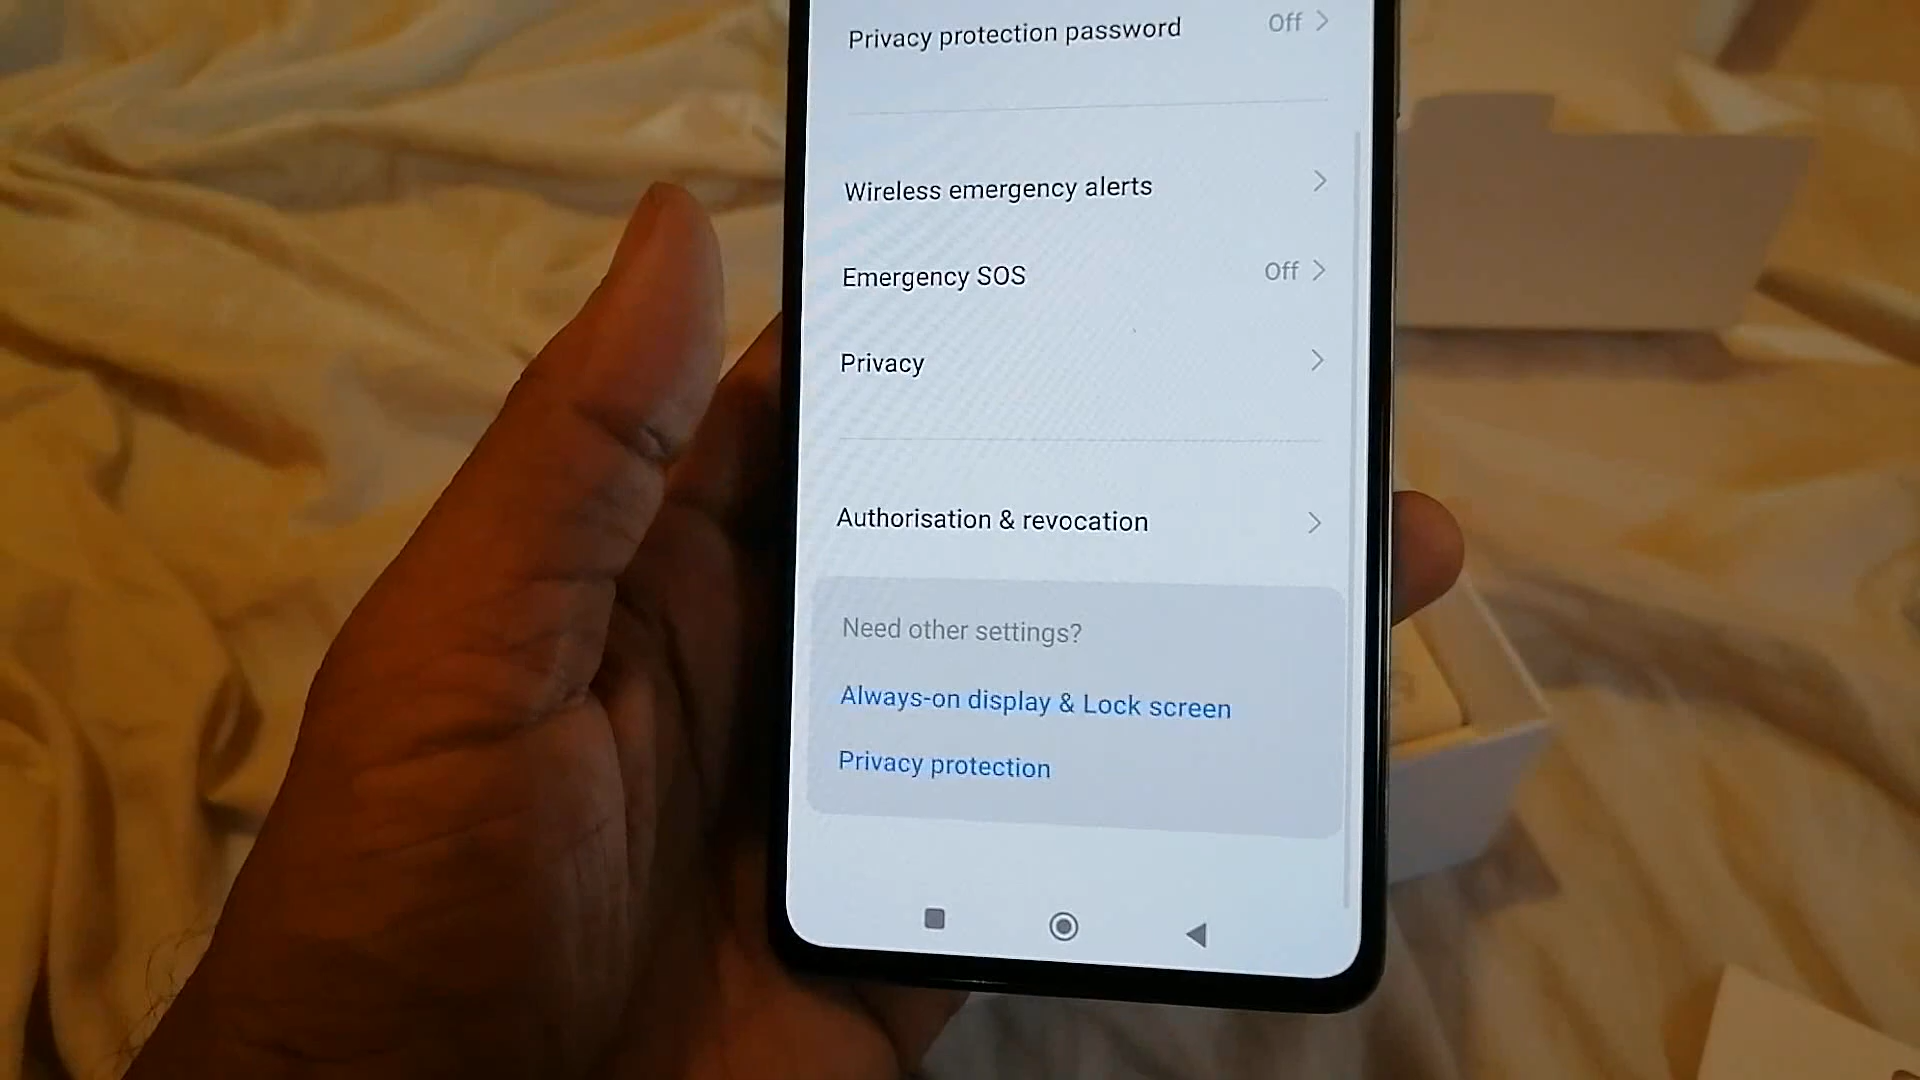 Privacy protection password Off
Wireless emergency alerts
Emergency SOS Off
Privacy
Authorisation & revocation
Need other settings?
Always-on display & Lock screen
Privacy protection